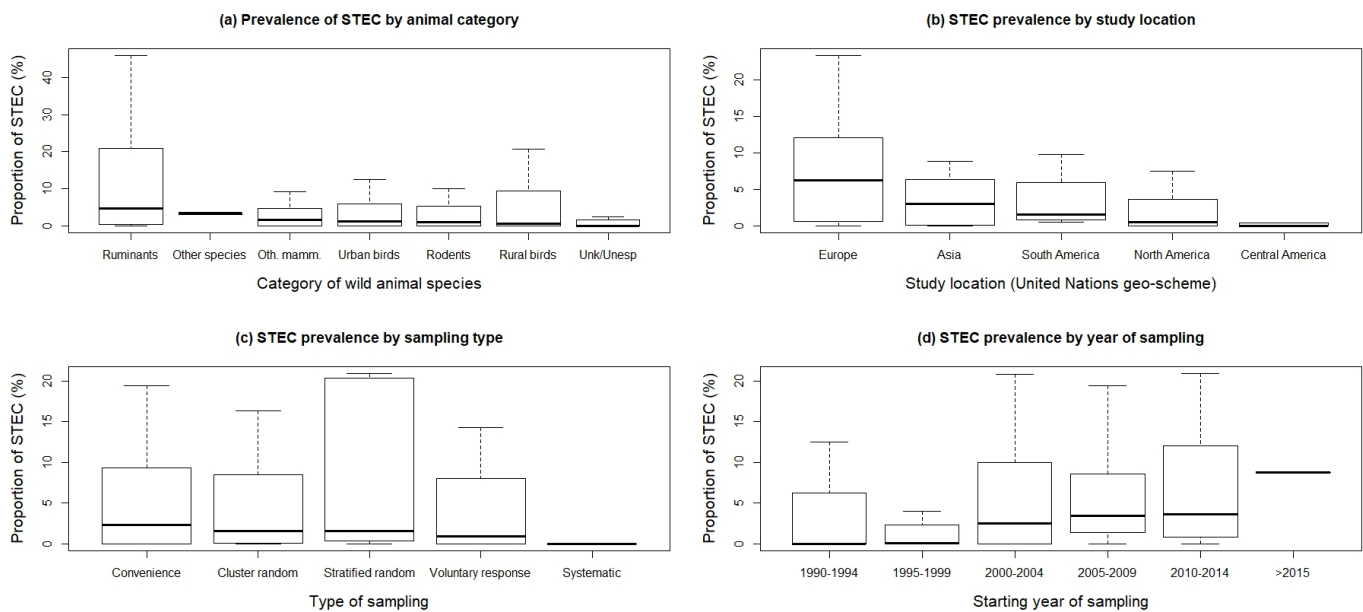 (a) Prevalence of STEC by animal category
Proportion of STEC (%)
40
30
20
10
0
Ruminants Other species Oth. mamm. Urban birds Rodents Rural birds Unk/Unesp
Category of wild animal species
(b) STEC prevalence by study location
Proportion of STEC (%)
20
15
10
5
0
Europe Asia South America North America Central America
Study location (United Nations geo-scheme)
(c) STEC prevalence by sampling type
Proportion of STEC (%)
20
15
10
5
0
Convenience Cluster random Stratified random Voluntary response Systematic
Type of sampling
(d) STEC prevalence by year of sampling
Proportion of STEC (%)
20
15
10
5
0
1990-1994 1995-1999 2000-2004 2005-2009 2010-2014 >2015
Starting year of sampling